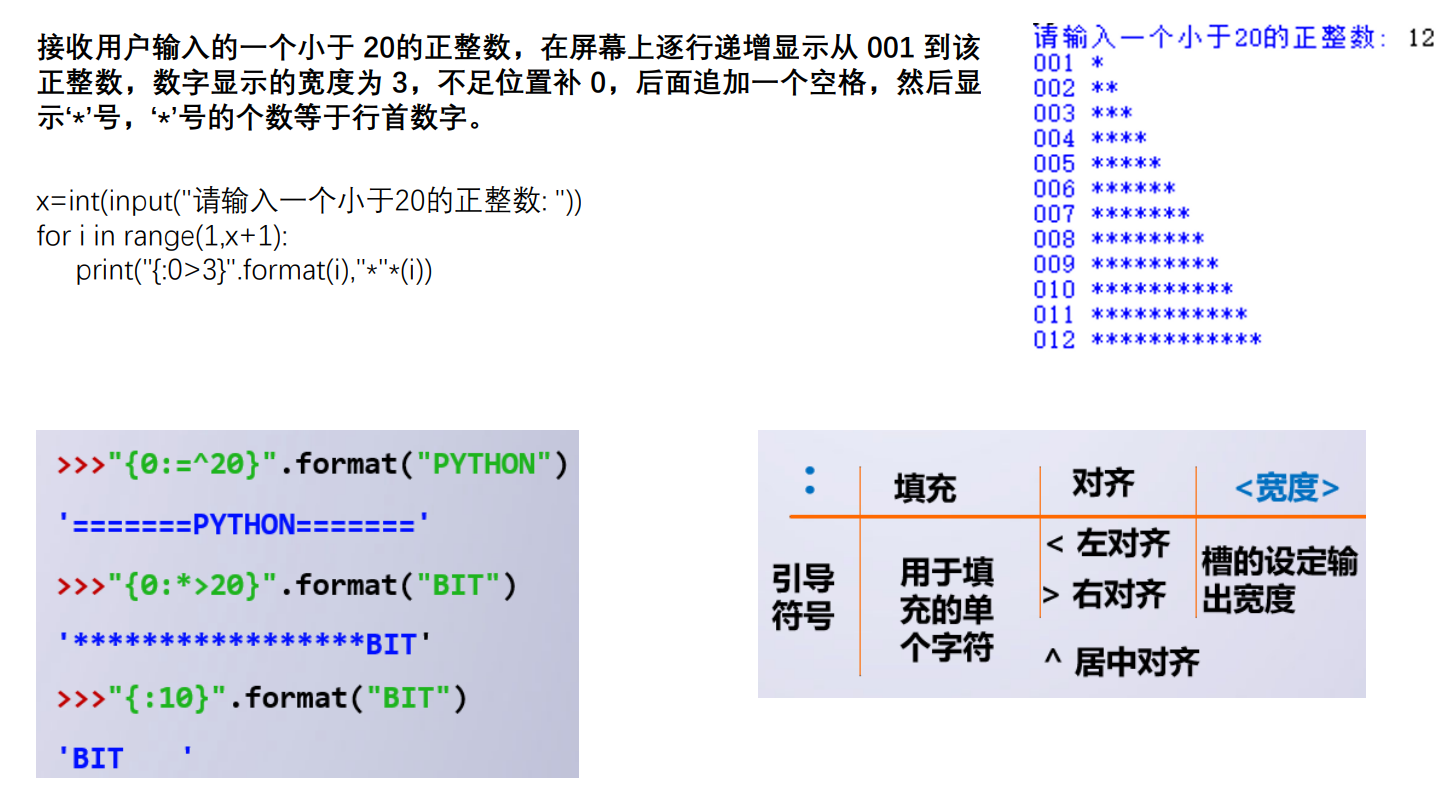 接收用户输入的一个小于 20的正整数，在屏幕上逐行递增显示从 001 到该
正整数，数字显示的宽度为 3，不足位置补 0，后面追加一个空格，然后显
示‘*’号，‘*’号的个数等于行首数字。
x=int(input("请输入一个小于20的正整数: "))
for i in range(1,x+1):
print("{:0>3}".format(i),"*"*(i))
请输入一个小于20的正整数: 12
001 *
002 **
003 ***
004 ****
005 *****
006 ******
007 *******
008 ********
009 *********
010 **********
011 ***********
012 ************
>>>"{0:=^20}".format("PYTHON")
'=======PYTHON======='
>>>"{0:*>20}".format("BIT")
'*****************BIT'
>>>"{:10}".format("BIT")
'BIT       '
: 填充 对齐 <宽度>
引导
符号
用于填
充的单
个字符
< 左对齐
> 右对齐
^ 居中对齐
槽的设定输
出宽度